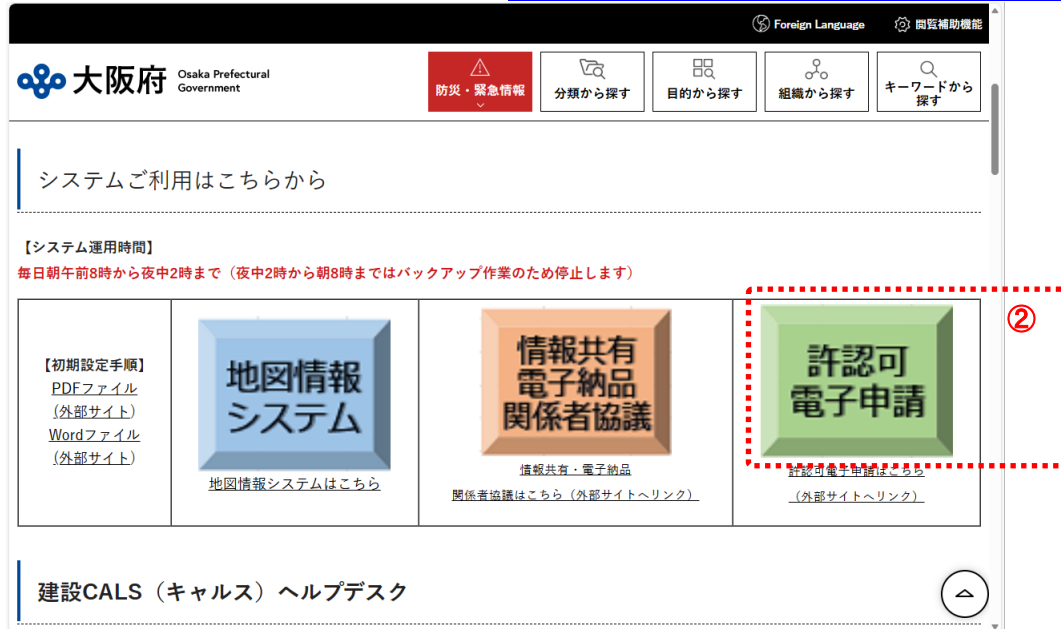 Foreign Language
閲覧補助機能
大阪府
Osaka Prefectural
Government
防災・緊急情報
分類から探す
目的から探す
組織から探す
キーワードから
探す
システムご利用はこちらから
【システム運用時間】
毎日朝午前8時から夜中2時まで（夜中2時から朝8時まではバックアップ作業のため停止します）
【初期設定手順】
PDFファイル
(外部サイト)
Wordファイル
(外部サイト)
地図情報
システム
地図情報システムはこちら
情報共有
電子納品
関係者協議
情報共有・電子納品
関係者協議はこちら（外部サイトへリンク）
許認可
電子申請
許認可電子申請はこちら
（外部サイトへリンク）
②
建設CALS（キャルス）ヘルプデスク